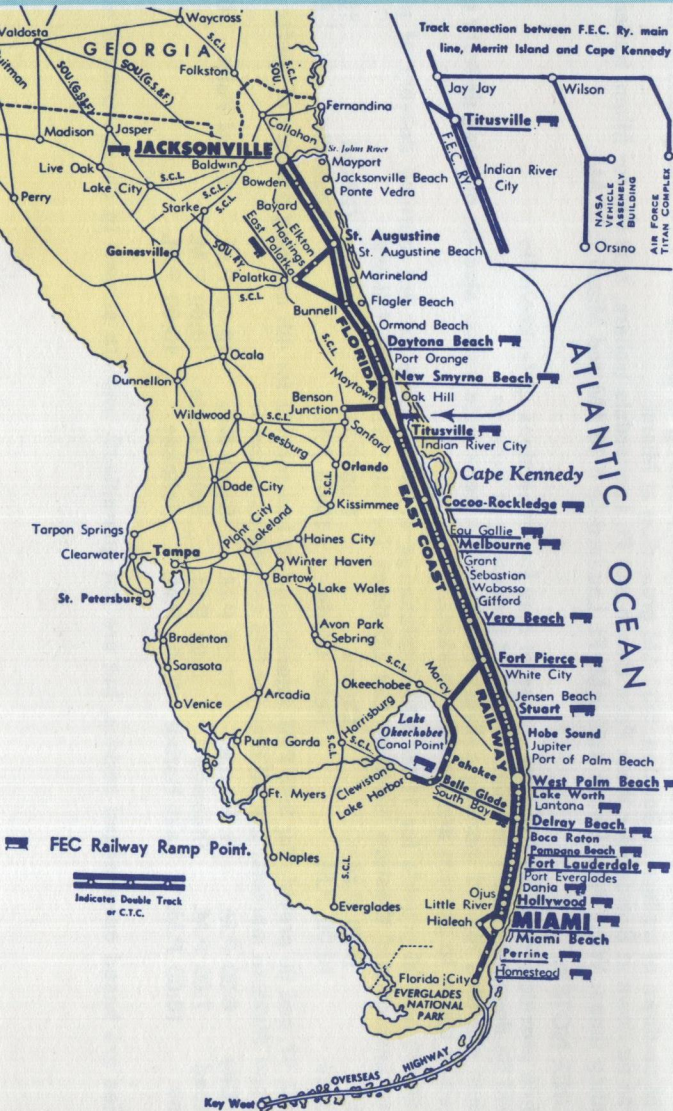 Waycross
Valdosta
GEORGIA
S.C.L
Track connection between F.E.C. Ry. main
line, Merritt Island and Cape Kennedy
SOU.(G.S.&F.)
SOU.(G.S.&F.)
Folkston
SOU.
S.C.L
Quitman
Jay Jay
Wilson
Fernandina
Titusville
Callahan
Madison
Jasper
JACKSONVILLE
St. Johns River
F.E.C. RY.
Mayport
Live Oak
Baldwin
Jacksonville Beach
Indian River
City
NASA
VEHICLE
ASSEMBLY
BUILDING
AIR FORCE
TITAN COMPLEX
Lake City
S.C.L
Bowden
Ponte Vedra
Perry
Starke
S.C.L
S.C.L
Bayard
Elkton
Hastings
East Palatka
St. Augustine
Orsino
Gainesville
SOU. RY.
St. Augustine Beach
Palatka
Marineland
S.C.L
Bunnell
Flagler Beach
FLORIDA
Ormond Beach
S.C.L
Daytona Beach
Ocala
Port Orange
ATLANTIC
OCEAN
Dunnellon
Maytown
New Smyrna Beach
Benson
Junction
Oak Hill
Wildwood
S.C.L
Titusville
Leesburg
Sanford
Indian River City
Orlando
Cape Kennedy
Dade City
S.C.L
EAST COAST
Kissimmee
Cocoa-Rockledge
Tarpon Springs
Plant City
Lakeland
Haines City
Eau Gallie
Clearwater
Tampa
Melbourne
Winter Haven
Grant
Bartow
Sebastian
Lake Wales
Wabasso
St. Petersburg
Gifford
Vero Beach
Bradenton
Avon Park
Sebring
Sarasota
S.C.L
Fort Pierce
White City
Okeechobee
Marcy
Venice
Arcadia
RAILWAY
Jensen Beach
Harrisburg
Stuart
Lake
Okeechobee
Canal Point
Hobe Sound
Punta Gorda
S.C.L
S.C.L
Jupiter
Port of Palm Beach
Pahokee
Clewiston
Belle Glade
West Palm Beach
Lake Harbor
South Bay
Lake Worth
Ft. Myers
Lantana
Delray Beach
FEC Railway Ramp Point.
Boca Raton
Pompano Beach
Naples
Fort Lauderdale
Port Everglades
Indicates Double Track
or C.T.C.
S.C.L
Dania
Ojus
Everglades
Little River
Hollywood
Hialeah
MIAMI
Miami Beach
Perrine
Florida City
Homestead
EVERGLADES
NATIONAL
PARK
OVERSEAS HIGHWAY
Key West